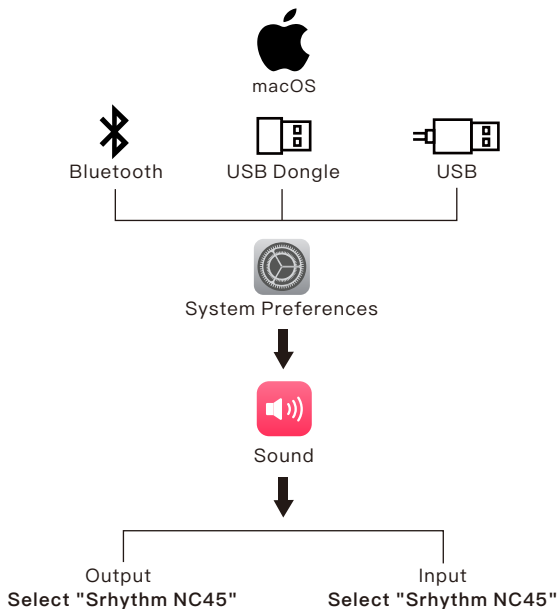 macOS
Bluetooth USB Dongle USB
System Preferences
Sound
Output Input
Select "Srhythm NC45" Select "Srhythm NC45"